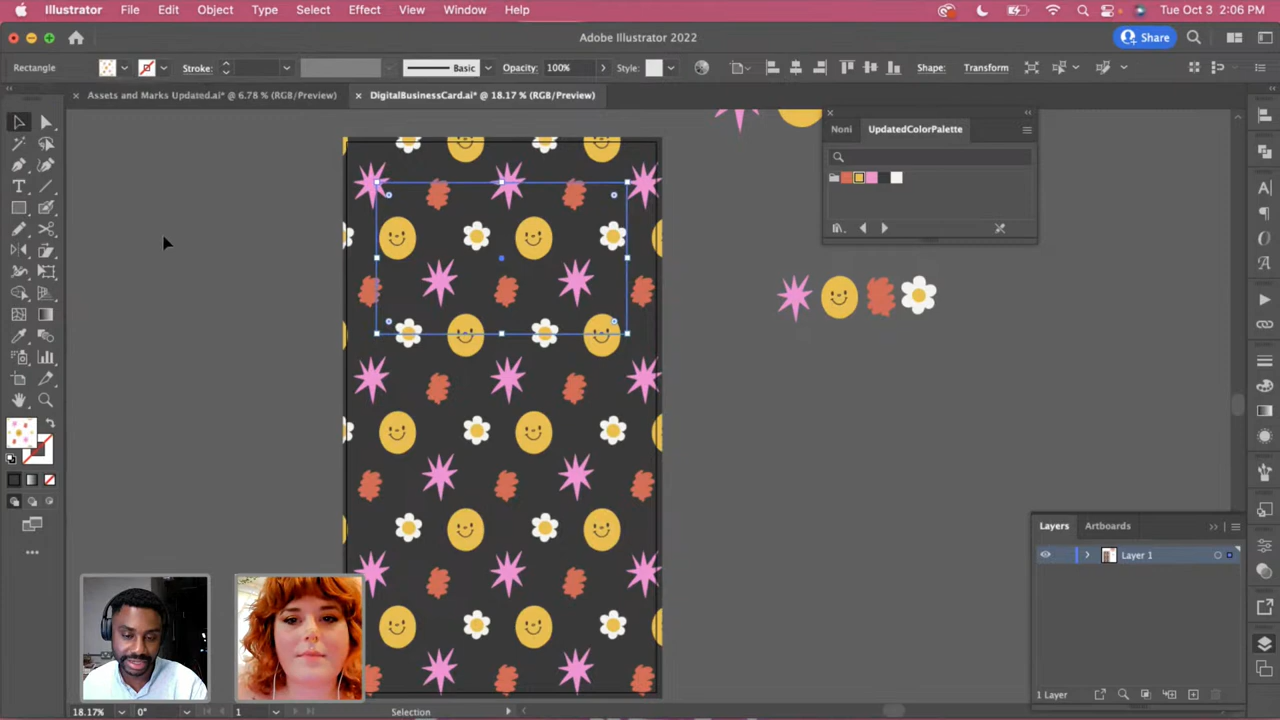 Illustrator File Edit Object Type Select Effect View Window Help
Tue Oct 3 2:06 PM
Adobe Illustrator 2022
Share
Rectangle
Stroke:
Basic
Opacity: 100%
Style:
Shape:
Transform
× Assets and Marks Updated.ai* @ 6.78 % (RGB/Preview)
× DigitalBusinessCard.ai* @ 18.17 % (RGB/Preview)
Noni
UpdatedColorPalette
Layers
Artboards
Layer 1
1 Layer
18.17%
0°
1
Selection